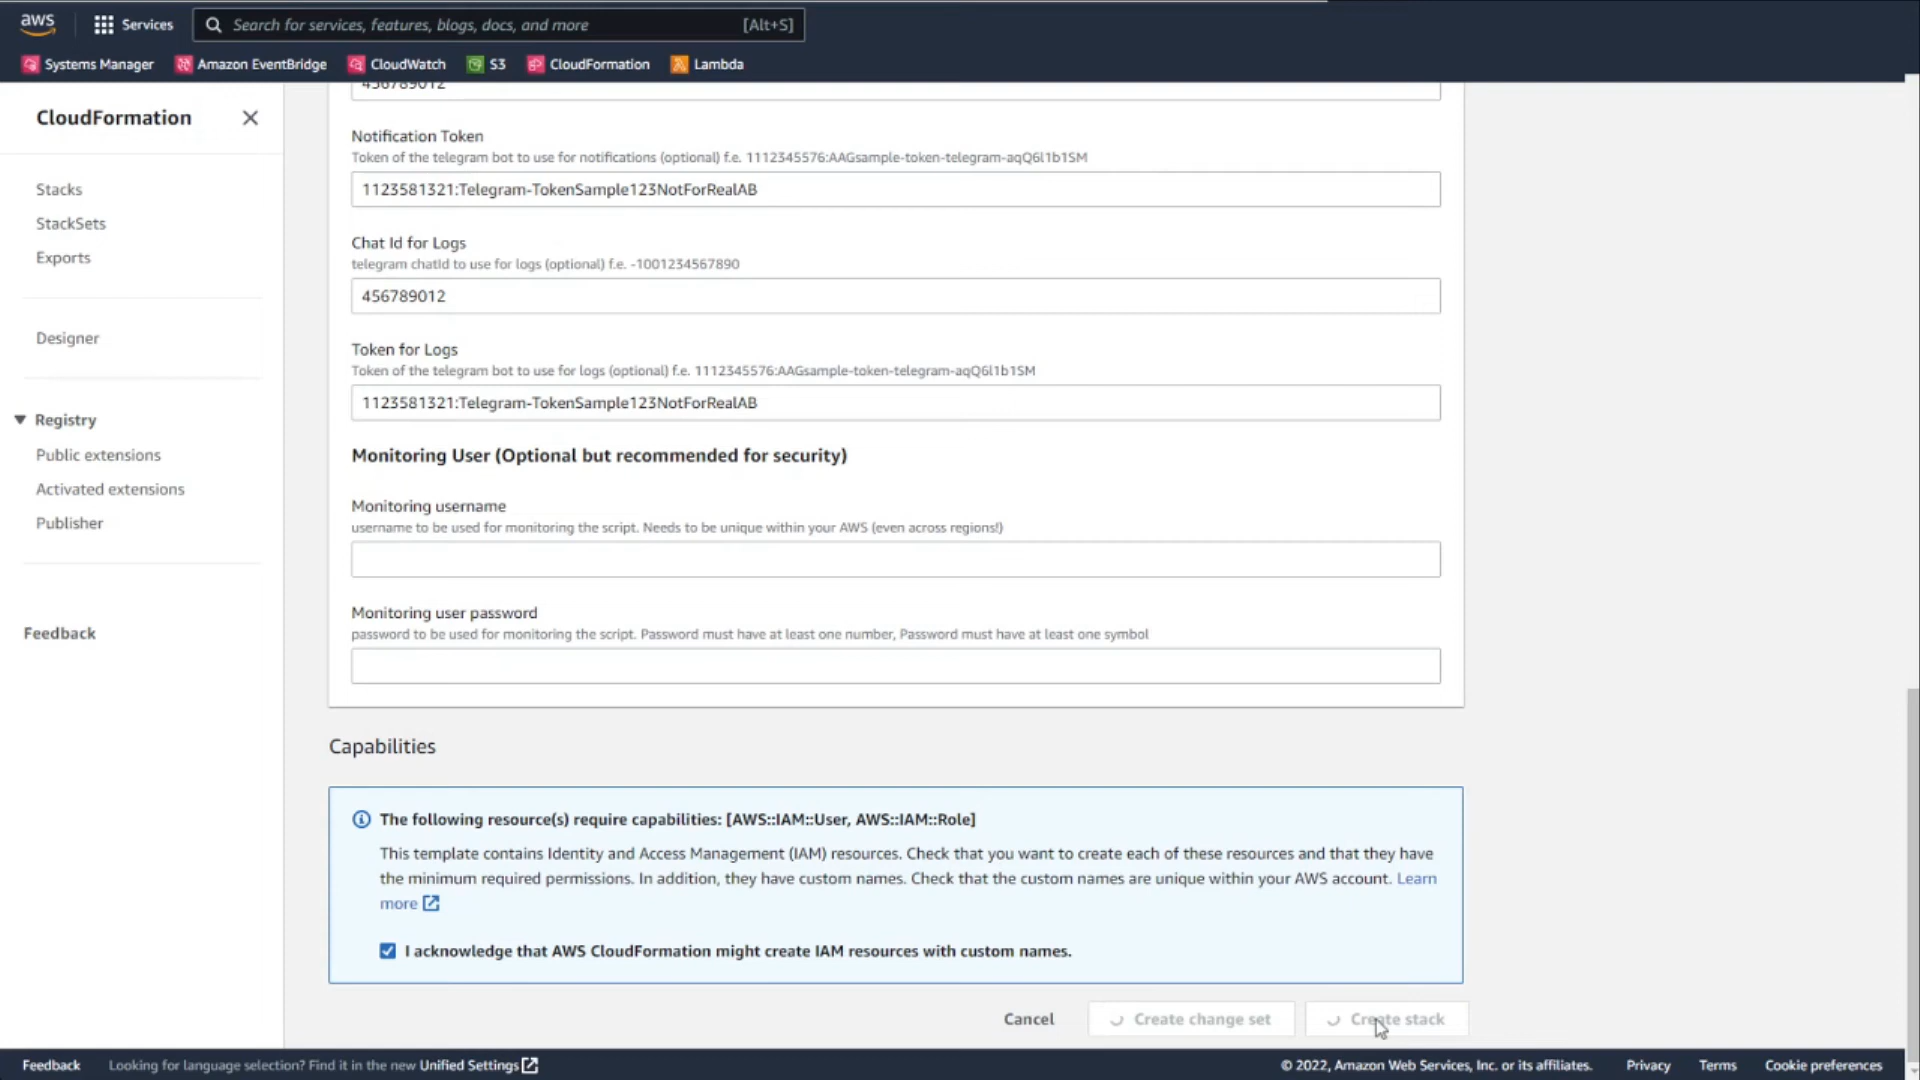 aws
Services
Search for services, features, blogs, docs, and more
[Alt+S]
Systems Manager
Amazon EventBridge
CloudWatch
S3
CloudFormation
Lambda
CloudFormation
Stacks
StackSets
Exports
Designer
Registry
Public extensions
Activated extensions
Publisher
Feedback
456789012
Notification Token
Token of the telegram bot to use for notifications (optional) f.e. 1112345576:AAGsample-token-telegram-aqQ6l1b1SM
1123581321:Telegram-TokenSample123NotForRealAB
Chat Id for Logs
telegram chatId to use for logs (optional) f.e. -1001234567890
456789012
Token for Logs
Token of the telegram bot to use for logs (optional) f.e. 1112345576:AAGsample-token-telegram-aqQ6l1b1SM
1123581321:Telegram-TokenSample123NotForRealAB
Monitoring User (Optional but recommended for security)
Monitoring username
username to be used for monitoring the script. Needs to be unique within your AWS (even across regions!)
Monitoring user password
password to be used for monitoring the script. Password must have at least one number, Password must have at least one symbol
Capabilities
The following resource(s) require capabilities: [AWS::IAM::User, AWS::IAM::Role]
This template contains Identity and Access Management (IAM) resources. Check that you want to create each of these resources and that they have
the minimum required permissions. In addition, they have custom names. Check that the custom names are unique within your AWS account. Learn
more
I acknowledge that AWS CloudFormation might create IAM resources with custom names.
Cancel
Create change set
Create stack
Feedback
Looking for language selection? Find it in the new Unified Settings
© 2022, Amazon Web Services, Inc. or its affiliates.
Privacy
Terms
Cookie preferences